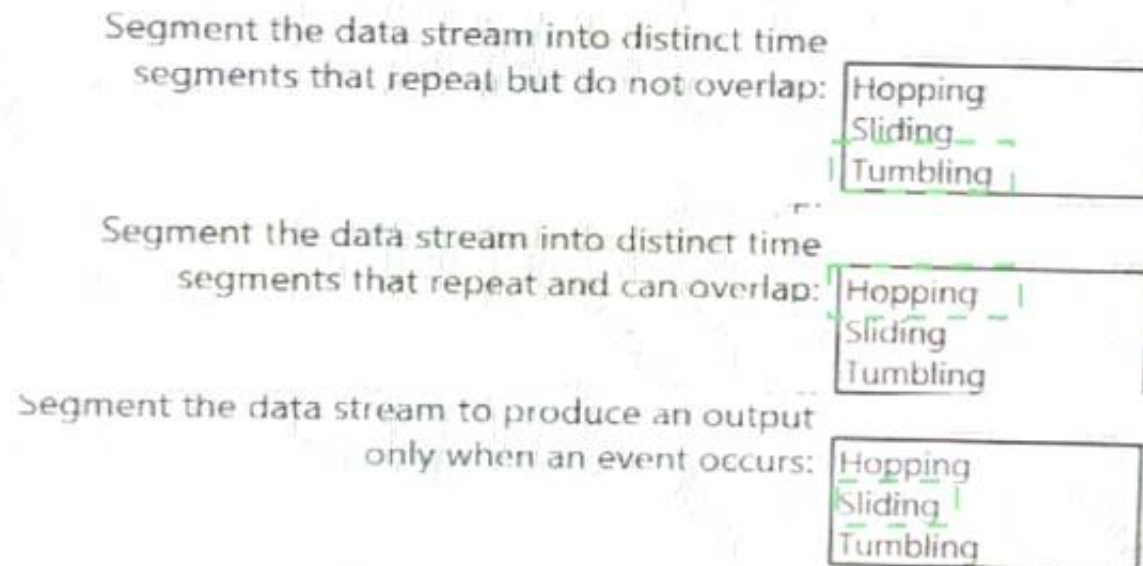 Segment the data stream into distinct time
segments that repeat but do not overlap:
Hopping
Sliding
Tumbling
Segment the data stream into distinct time
segments that repeat and can overlap:
Hopping
Sliding
Tumbling
Segment the data stream to produce an output
only when an event occurs:
Hopping
Sliding
Tumbling